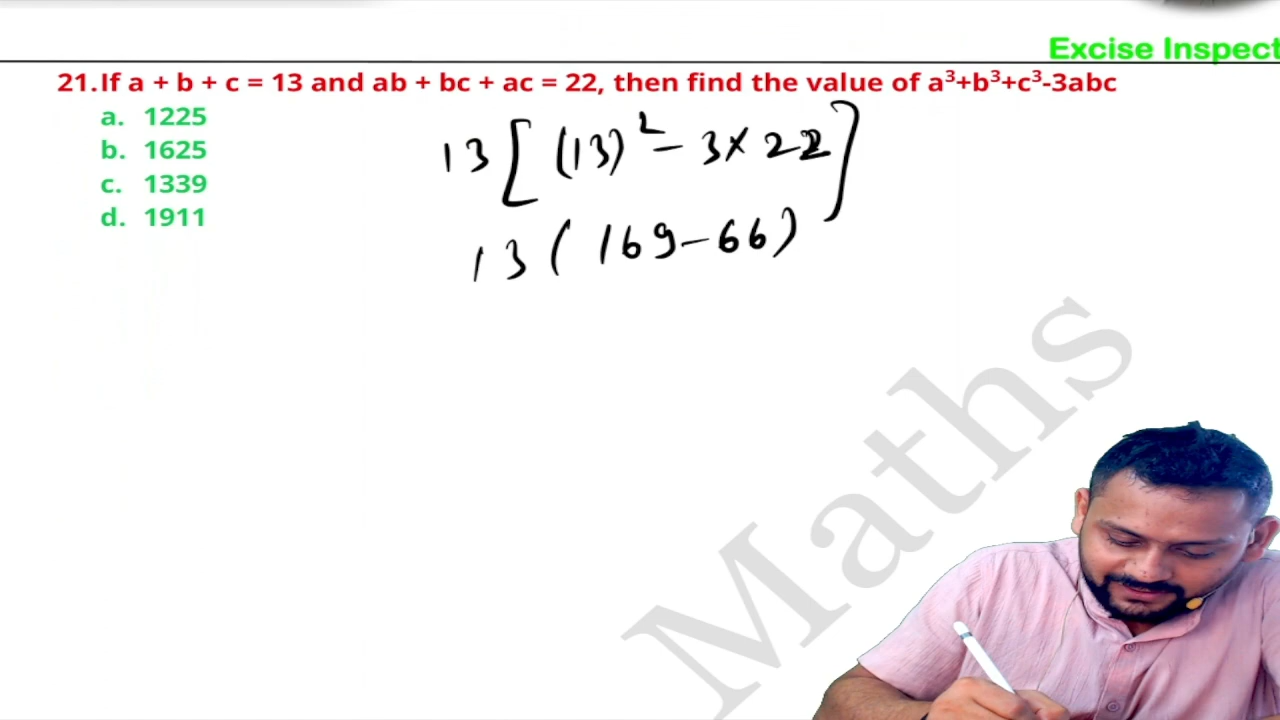 Excise Inspect
21. If a + b + c = 13 and ab + bc + ac = 22, then find the value of a³+b³+c³-3abc
a. 1225
b. 1625
c. 1339
d. 1911
13 [ (13)² - 3 × 22 ]
13 ( 169 - 66 )
Maths